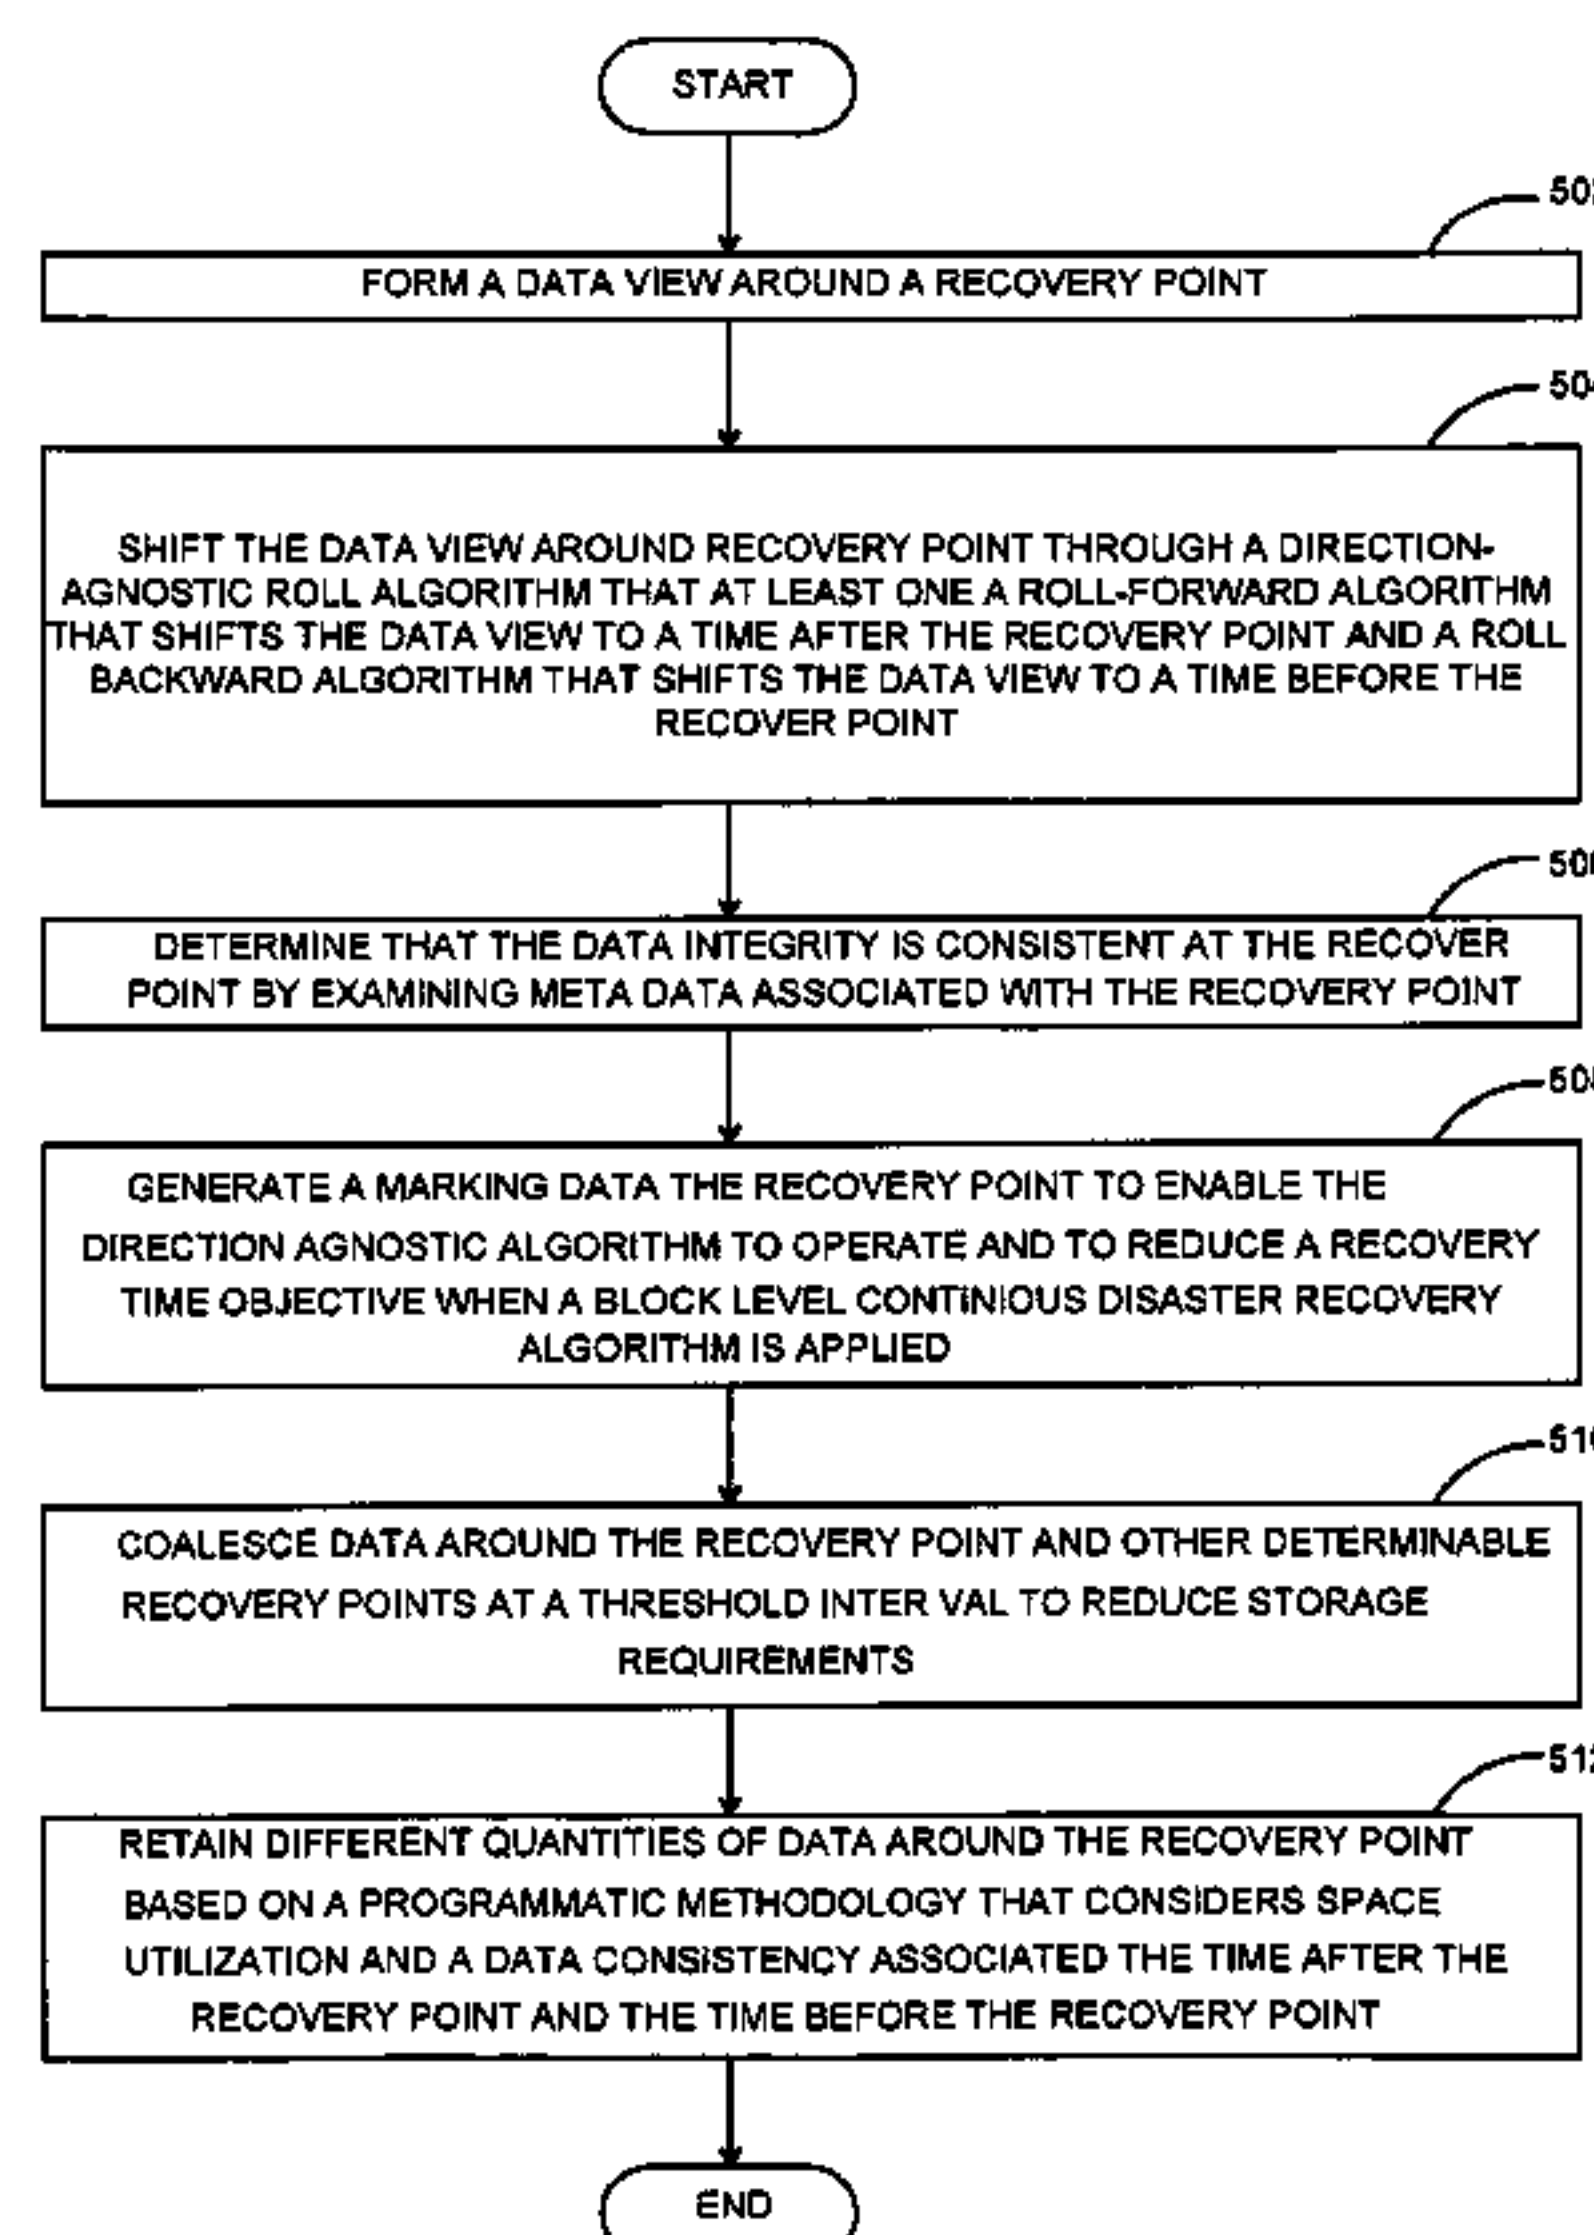 START
502
FORM A DATA VIEW AROUND A RECOVERY POINT
504
SHIFT THE DATA VIEW AROUND RECOVERY POINT THROUGH A DIRECTION-
AGNOSTIC ROLL ALGORITHM THAT AT LEAST ONE A ROLL-FORWARD ALGORITHM
THAT SHIFTS THE DATA VIEW TO A TIME AFTER THE RECOVERY POINT AND A ROLL
BACKWARD ALGORITHM THAT SHIFTS THE DATA VIEW TO A TIME BEFORE THE
RECOVER POINT
506
DETERMINE THAT THE DATA INTEGRITY IS CONSISTENT AT THE RECOVER
POINT BY EXAMINING META DATA ASSOCIATED WITH THE RECOVERY POINT
508
GENERATE A MARKING DATA THE RECOVERY POINT TO ENABLE THE
DIRECTION AGNOSTIC ALGORITHM TO OPERATE AND TO REDUCE A RECOVERY
TIME OBJECTIVE WHEN A BLOCK LEVEL CONTINIOUS DISASTER RECOVERY
ALGORITHM IS APPLIED
510
COALESCE DATA AROUND THE RECOVERY POINT AND OTHER DETERMINABLE
RECOVERY POINTS AT A THRESHOLD INTER VAL TO REDUCE STORAGE
REQUIREMENTS
512
RETAIN DIFFERENT QUANTITIES OF DATA AROUND THE RECOVERY POINT
BASED ON A PROGRAMMATIC METHODOLOGY THAT CONSIDERS SPACE
UTILIZATION AND A DATA CONSISTENCY ASSOCIATED THE TIME AFTER THE
RECOVERY POINT AND THE TIME BEFORE THE RECOVERY POINT
END